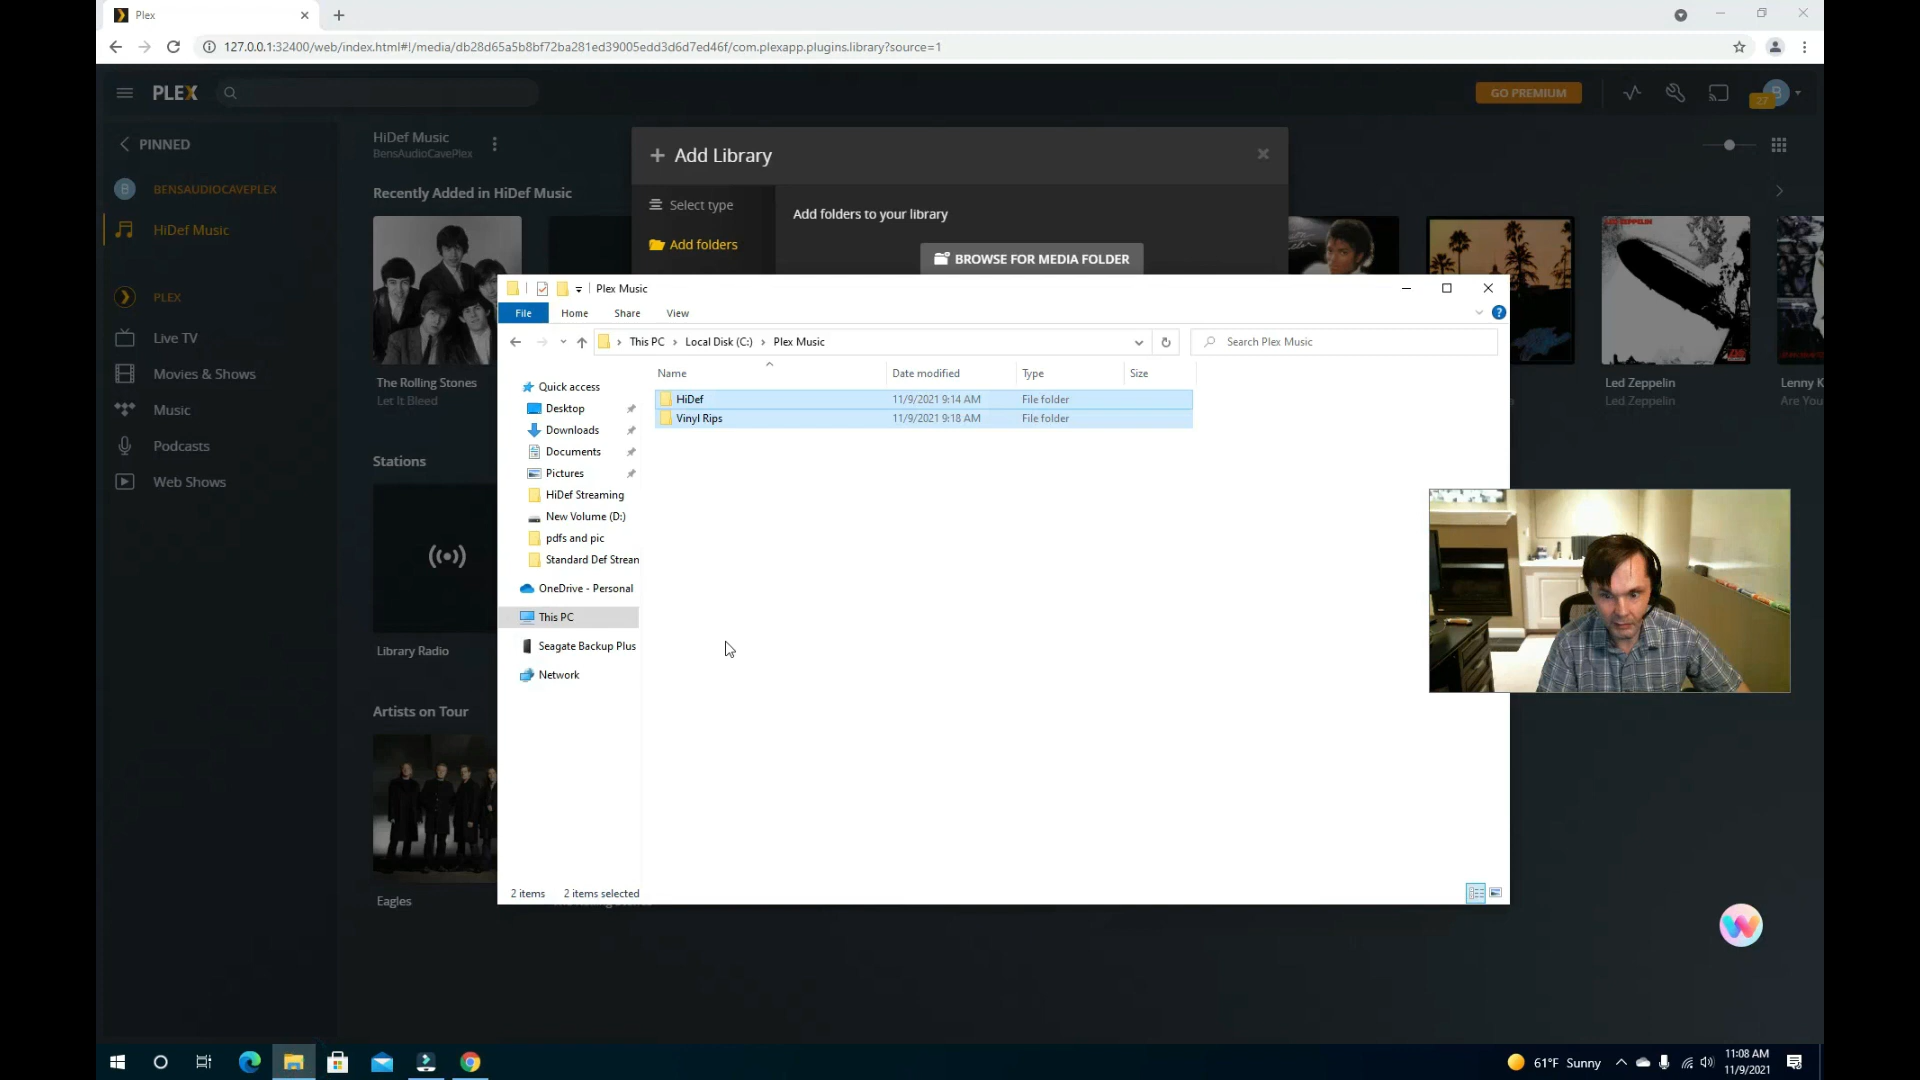 Plex
127.0.0.1:32400/web/index.html#!/media/db28d65a5b8bf72ba281ed39005edd3d6d7ed46f/com.plexapp.plugins.library?source=1
PLEX
GO PREMIUM
27
B
PINNED
B BENSAUDIOCAVEPLEX
HiDef Music
PLEX
Live TV
Movies & Shows
Music
Podcasts
Web Shows
HiDef Music
BensAudioCavePlex
Recently Added in HiDef Music
The Rolling Stones
Let It Bleed
LED ZEPPELIN
Led Zeppelin
Led Zeppelin
Lenny K
Are You
Stations
Library Radio
Artists on Tour
Eagles
Add Library
Select type
Add folders
Add folders to your library
BROWSE FOR MEDIA FOLDER
Plex Music
File Home Share View
This PC > Local Disk (C:) > Plex Music
Search Plex Music
Name Date modified Type Size
HiDef 11/9/2021 9:14 AM File folder
Vinyl Rips 11/9/2021 9:18 AM File folder
Quick access
Desktop
Downloads
Documents
Pictures
HiDef Streaming
New Volume (D:)
pdfs and pic
Standard Def Strean
OneDrive - Personal
This PC
Seagate Backup Plus
Network
2 items 2 items selected
61°F Sunny
11:08 AM
11/9/2021